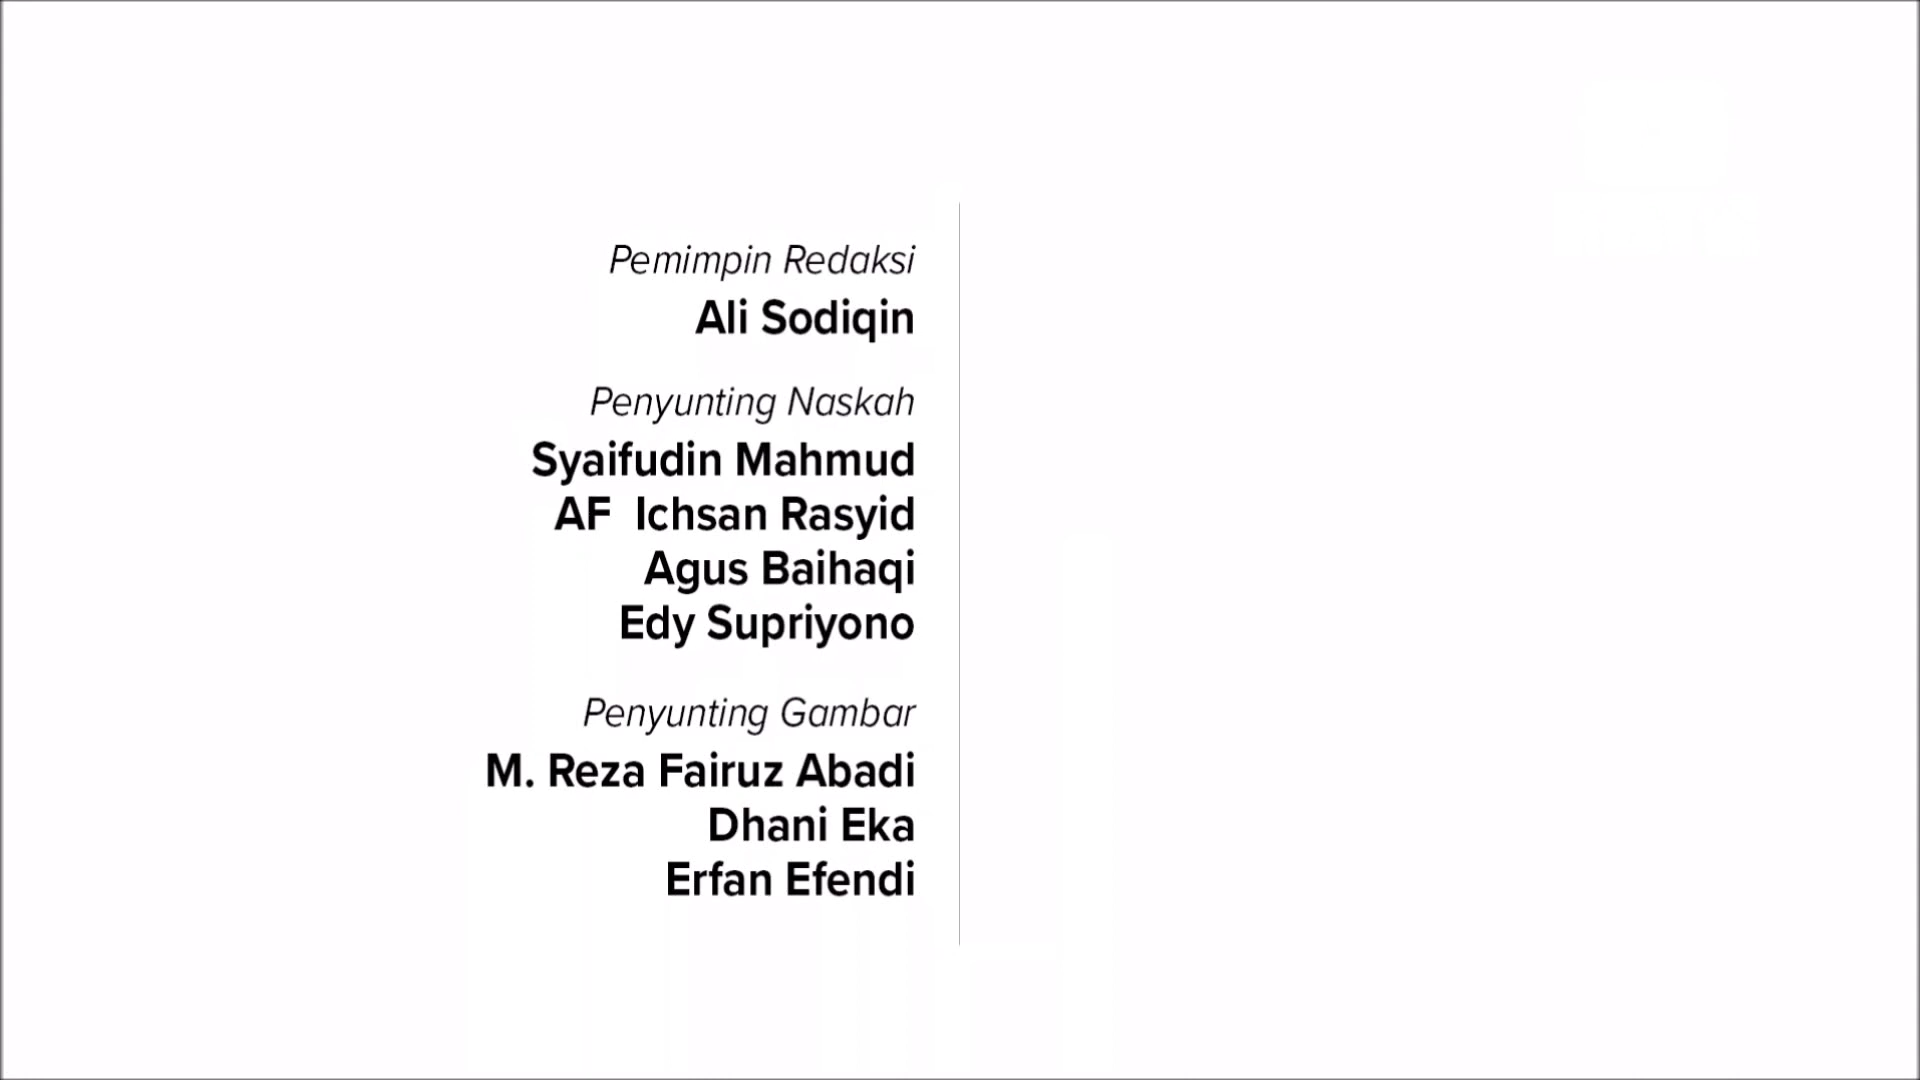 Pemimpin Redaksi
Ali Sodiqin
Penyunting Naskah
Syaifudin Mahmud
AF  Ichsan Rasyid
Agus Baihaqi
Edy Supriyono
Penyunting Gambar
M. Reza Fairuz Abadi
Dhani Eka
Erfan Efendi